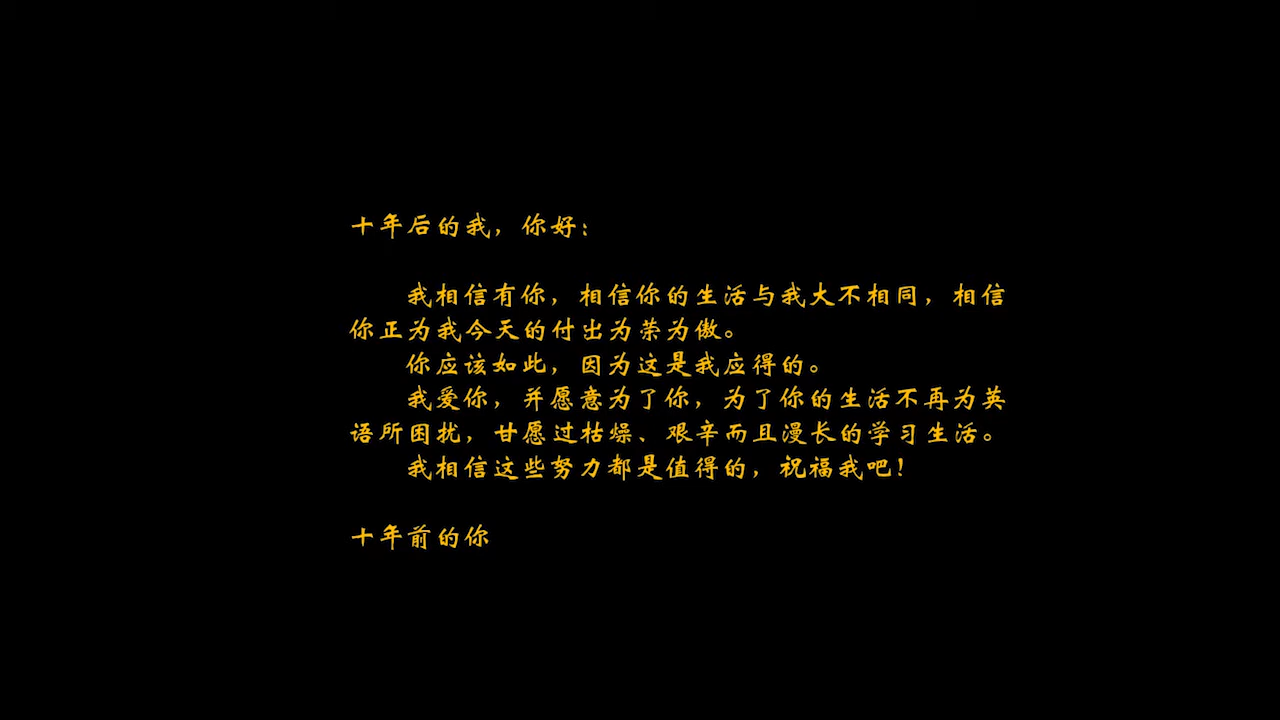 十年后的我，你好：
我相信有你，相信你的生活与我大不相同，相信
你正为我今天的付出为荣为傲。
你应该如此，因为这是我应得的。
我爱你，并愿意为了你，为了你的生活不再为英
语所困扰，甘愿过枯燥、艰辛而且漫长的学习生活。
我相信这些努力都是值得的，祝福我吧！
十年前的你